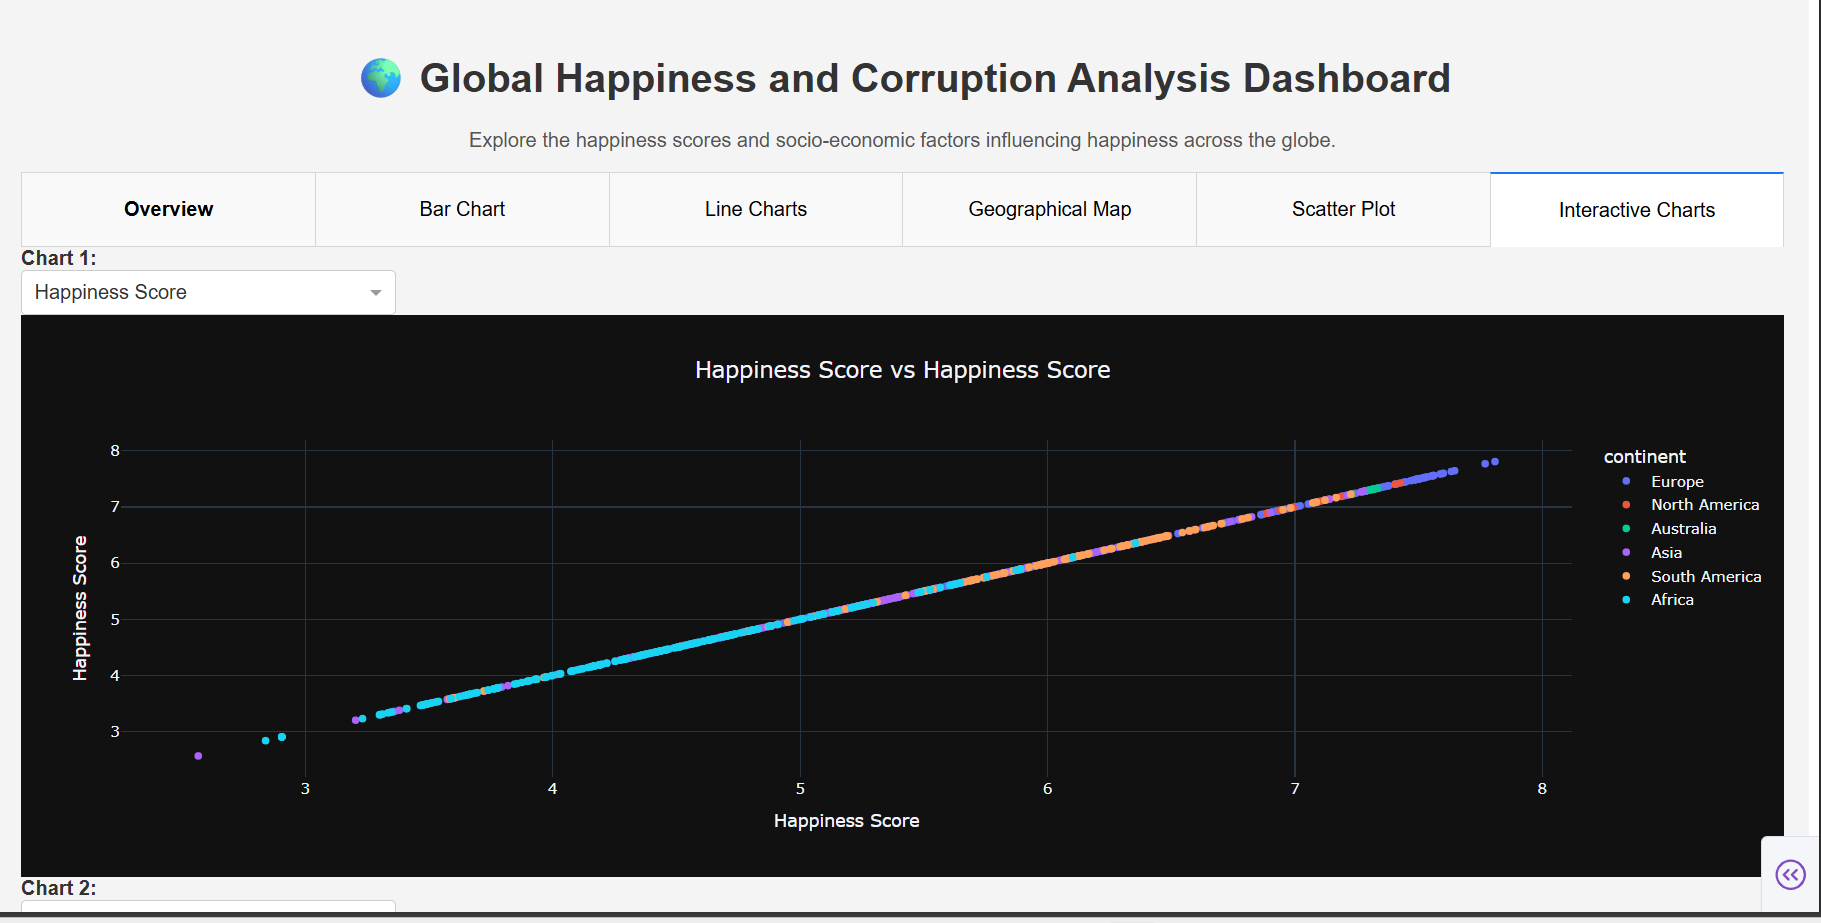 Global Happiness and Corruption Analysis Dashboard
Explore the happiness scores and socio-economic factors influencing happiness across the globe.
Overview
Bar Chart
Line Charts
Geographical Map
Scatter Plot
Interactive Charts
Chart 1:
Happiness Score
Happiness Score vs Happiness Score
8
7
6
5
4
3
Happiness Score
3
4
5
6
7
8
Happiness Score
continent
Europe
North America
Australia
Asia
South America
Africa
Chart 2: